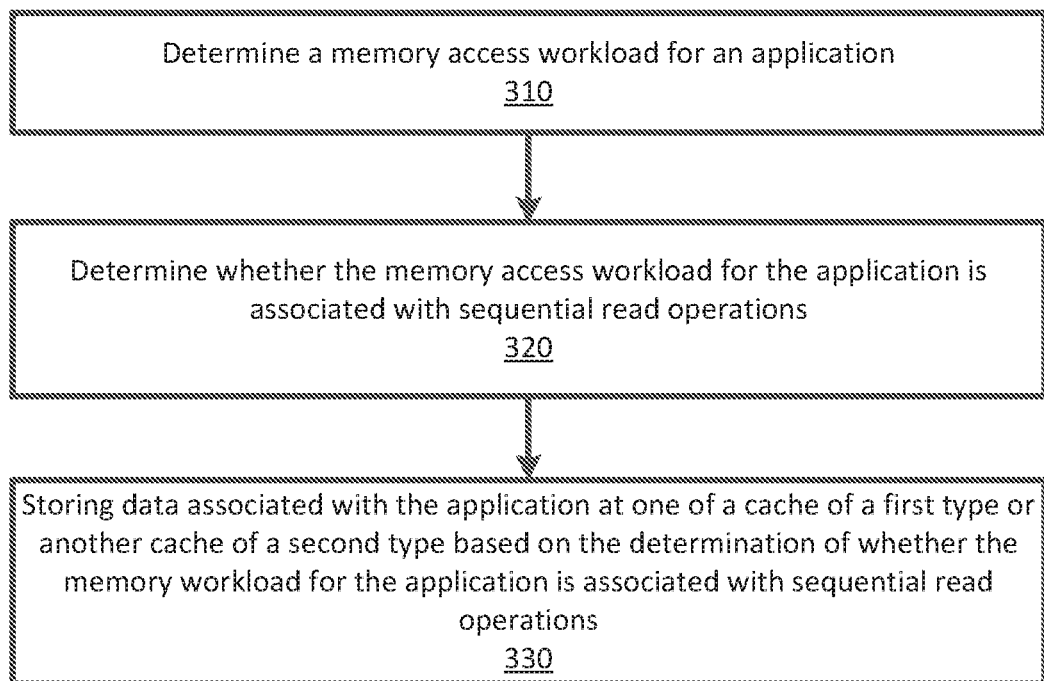 Determine a memory access workload for an application
310
Determine whether the memory access workload for the application is
associated with sequential read operations
320
Storing data associated with the application at one of a cache of a first type or
another cache of a second type based on the determination of whether the
memory workload for the application is associated with sequential read
operations
330